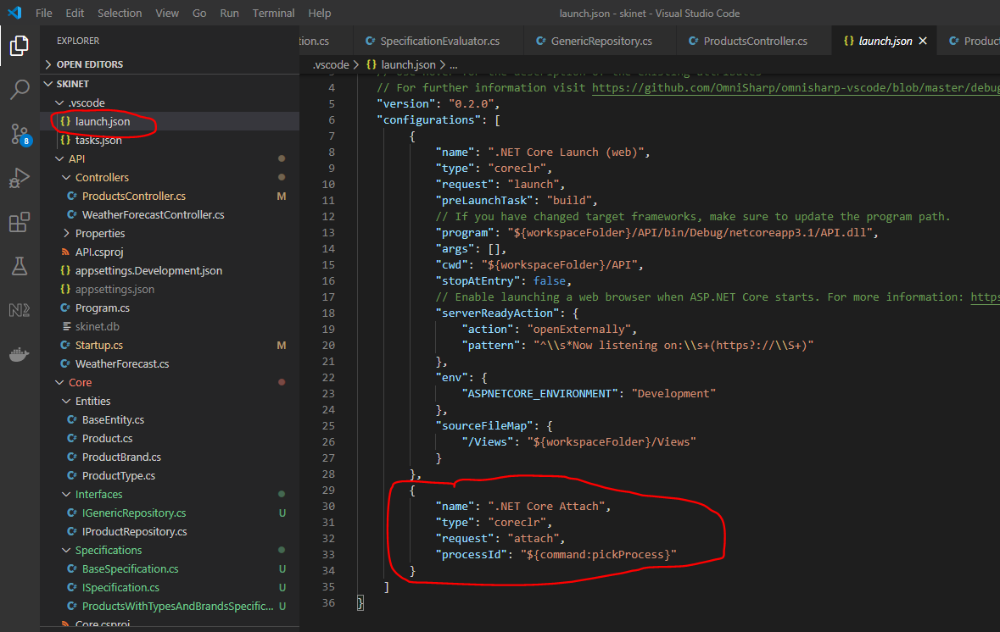 File Edit Selection View Go Run Terminal Help
launch.json - skinet - Visual Studio Code
EXPLORER
OPEN EDITORS
SKINET
.vscode
launch.json
tasks.json
API
Controllers
ProductsController.cs M
WeatherForecastController.cs
Properties
API.csproj
appsettings.Development.json
appsettings.json
Program.cs
skinet.db
Startup.cs M
WeatherForecast.cs
Core
Entities
BaseEntity.cs
Product.cs
ProductBrand.cs
ProductType.cs
Interfaces
IGenericRepository.cs U
IProductRepository.cs
Specifications
BaseSpecification.cs U
ISpecification.cs U
ProductsWithTypesAndBrandsSpecific... U
Core.csproj
8
tion.cs SpecificationEvaluator.cs GenericRepository.cs ProductsController.cs launch.json Product
.vscode > {} launch.json > ...
3 // Use hover for the description of the existing attributes
4 // For further information visit https://github.com/OmniSharp/omnisharp-vscode/blob/master/debug
5 "version": "0.2.0",
6 "configurations": [
7 {
8 "name": ".NET Core Launch (web)",
9 "type": "coreclr",
10 "request": "launch",
11 "preLaunchTask": "build",
12 // If you have changed target frameworks, make sure to update the program path.
13 "program": "${workspaceFolder}/API/bin/Debug/netcoreapp3.1/API.dll",
14 "args": [],
15 "cwd": "${workspaceFolder}/API",
16 "stopAtEntry": false,
17 // Enable launching a web browser when ASP.NET Core starts. For more information: https
18 "serverReadyAction": {
19 "action": "openExternally",
20 "pattern": "^\\s*Now listening on:\\s+(https?://\\S+)"
21 },
22 "env": {
23 "ASPNETCORE_ENVIRONMENT": "Development"
24 },
25 "sourceFileMap": {
26 "/Views": "${workspaceFolder}/Views"
27 }
28 },
29 {
30 "name": ".NET Core Attach",
31 "type": "coreclr",
32 "request": "attach",
33 "processId": "${command:pickProcess}"
34 }
35 ]
36 }